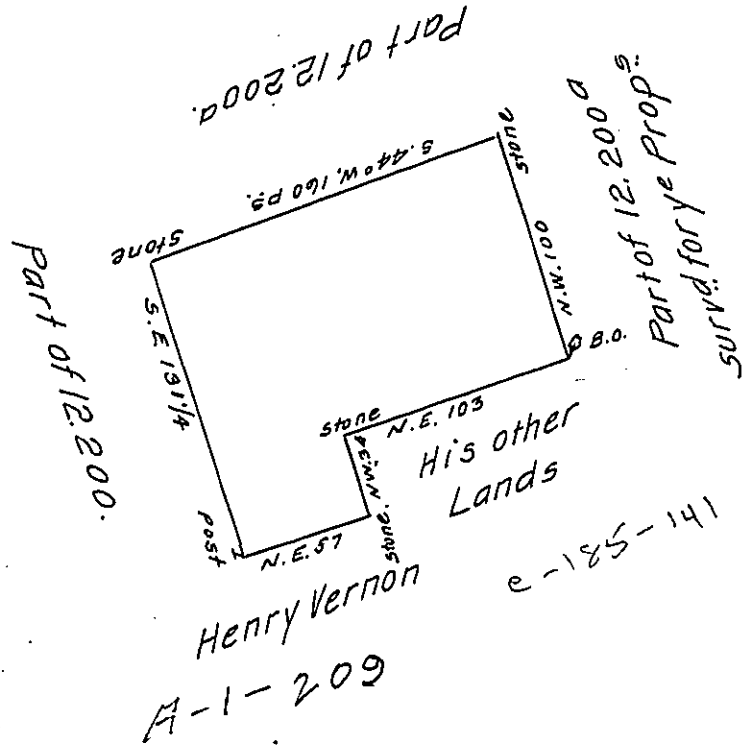 Part of 12.200a.
Part of 12.200a
survd. for ye Props.
stone
S. 44° W. 160 ps.
Stone
N.W. 100
B.O.
Part of 12.200.
S.E 131 1/4
stone
N.E. 103
N.W. 34
His other
Lands
post
N.E. 57
stone
Henry Vernon
e-185-141
A-1-209